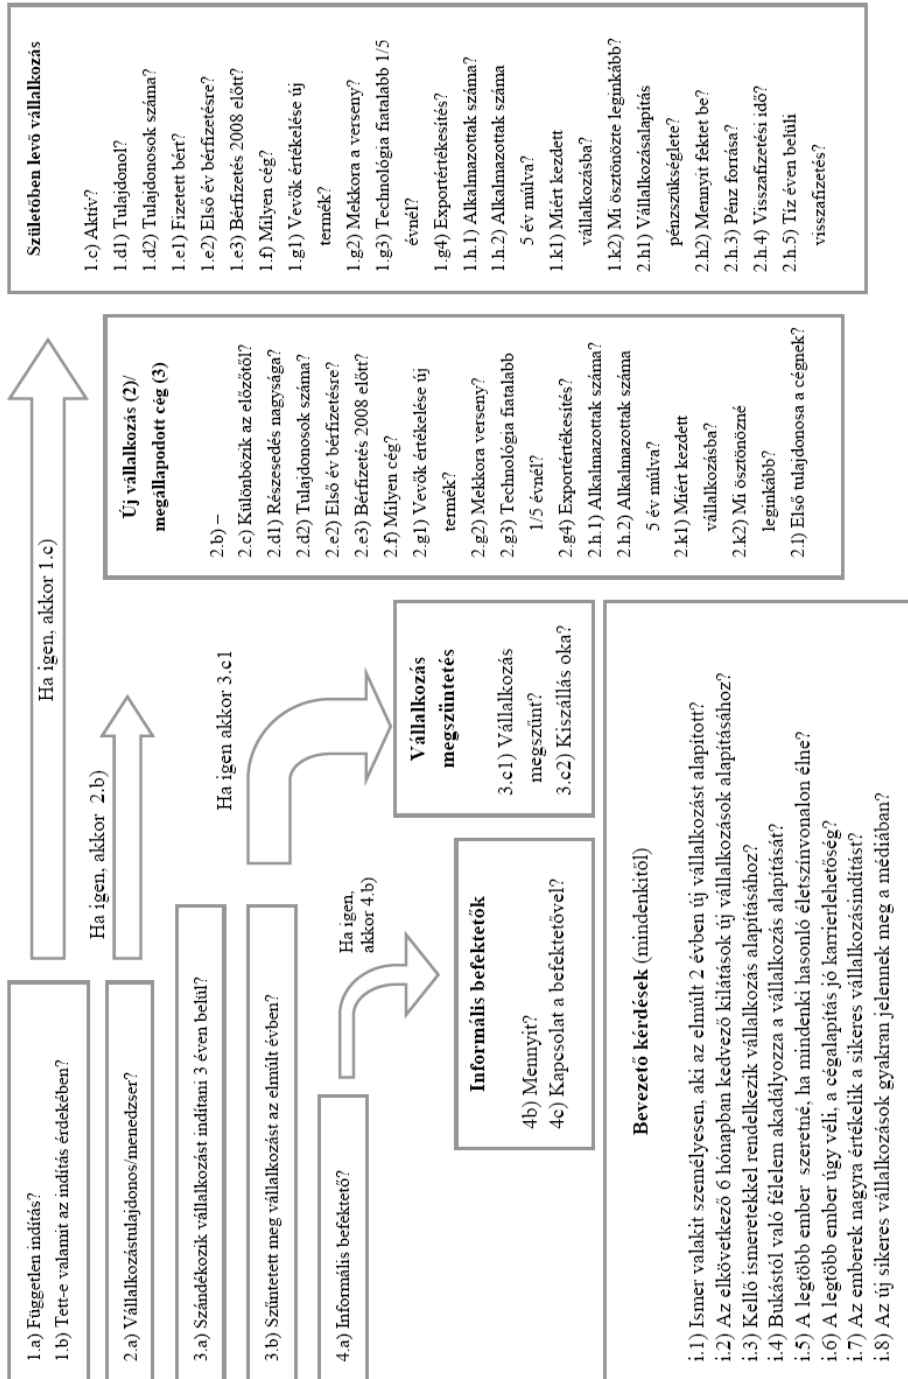 1.a) Független indítás?
1.b) Tett-e valamit az indítás érdekében?
2.a) Vállalkozástulajdonos/menedzser?
3.a) Szándékozik vállalkozást indítani 3 éven belül?
3.b) Szüntetett meg vállalkozást az elmúlt évben?
4.a) Informális befektető?
Ha igen, akkor 1.c)
Ha igen, akkor 2.b)
Ha igen akkor 3.c1
Ha igen,
akkor 4.b)
Születőben levő vállalkozás
1.c) Aktív?
1.d1) Tulajdonol?
1.d2) Tulajdonosok száma?
1.e1) Fizetett bért?
1.e2) Első év bérfizetésre?
1.e3) Bérfizetés 2008 előtt?
1.f) Milyen cég?
1.g1) Vevők értékelése új
termék?
1.g2) Mekkora a verseny?
1.g3) Technológia fiatalabb 1/5
évnél?
1.g4) Exportértékesítés?
1.h.1) Alkalmazottak száma?
1.h.2) Alkalmazottak száma
5 év múlva?
1.k1) Miért kezdett
vállalkozásba?
1.k2) Mi ösztönözte leginkább?
2.h1) Vállalkozásalapítás
pénzszükséglete?
2.h2) Mennyit fektet be?
2.h.3) Pénz forrása?
2.h.4) Visszafizetési idő?
2.h.5) Tíz éven belüli
visszafizetés?
Új vállalkozás (2)/
megállapodott cég (3)
2.b) –
2.c) Különbözik az előzőtől?
2.d1) Részesedés nagysága?
2.d2) Tulajdonosok száma?
2.e2) Első év bérfizetésre?
2.e3) Bérfizetés 2008 előtt?
2.f) Milyen cég?
2.g1) Vevők értékelése új
termék?
2.g2) Mekkora verseny?
2.g3) Technológia fiatalabb
1/5 évnél?
2.g4) Exportértékesítés?
2.h.1) Alkalmazottak száma?
2.h.2) Alkalmazottak száma
5 év múlva?
2.k1) Miért kezdett
vállalkozásba?
2.k2) Mi ösztönözné
leginkább?
2.l) Első tulajdonosa a cégnek?
Vállalkozás
megszüntetés
3.c1) Vállalkozás
megszűnt?
3.c2) Kiszállás oka?
Informális befektetők
4b) Mennyit?
4c) Kapcsolat a befektetővel?
Bevezető kérdések (mindenkitől)
i.1) Ismer valakit személyesen, aki az elmúlt 2 évben új vállalkozást alapított?
i.2) Az elkövetkező 6 hónapban kedvező kilátások új vállalkozások alapításához?
i.3) Kellő ismeretekkel rendelkezik vállalkozás alapításához?
i.4) Bukástól való félelem akadályozza a vállalkozás alapítását?
i.5) A legtöbb ember szeretné, ha mindenki hasonló életszínvonalon élne?
i.6) A legtöbb ember úgy véli, a cégalapítás jó karrierlehetőség?
i.7) Az emberek nagyra értékelik a sikeres vállalkozásindítást?
i.8) Az új sikeres vállalkozások gyakran jelennek meg a médiában?